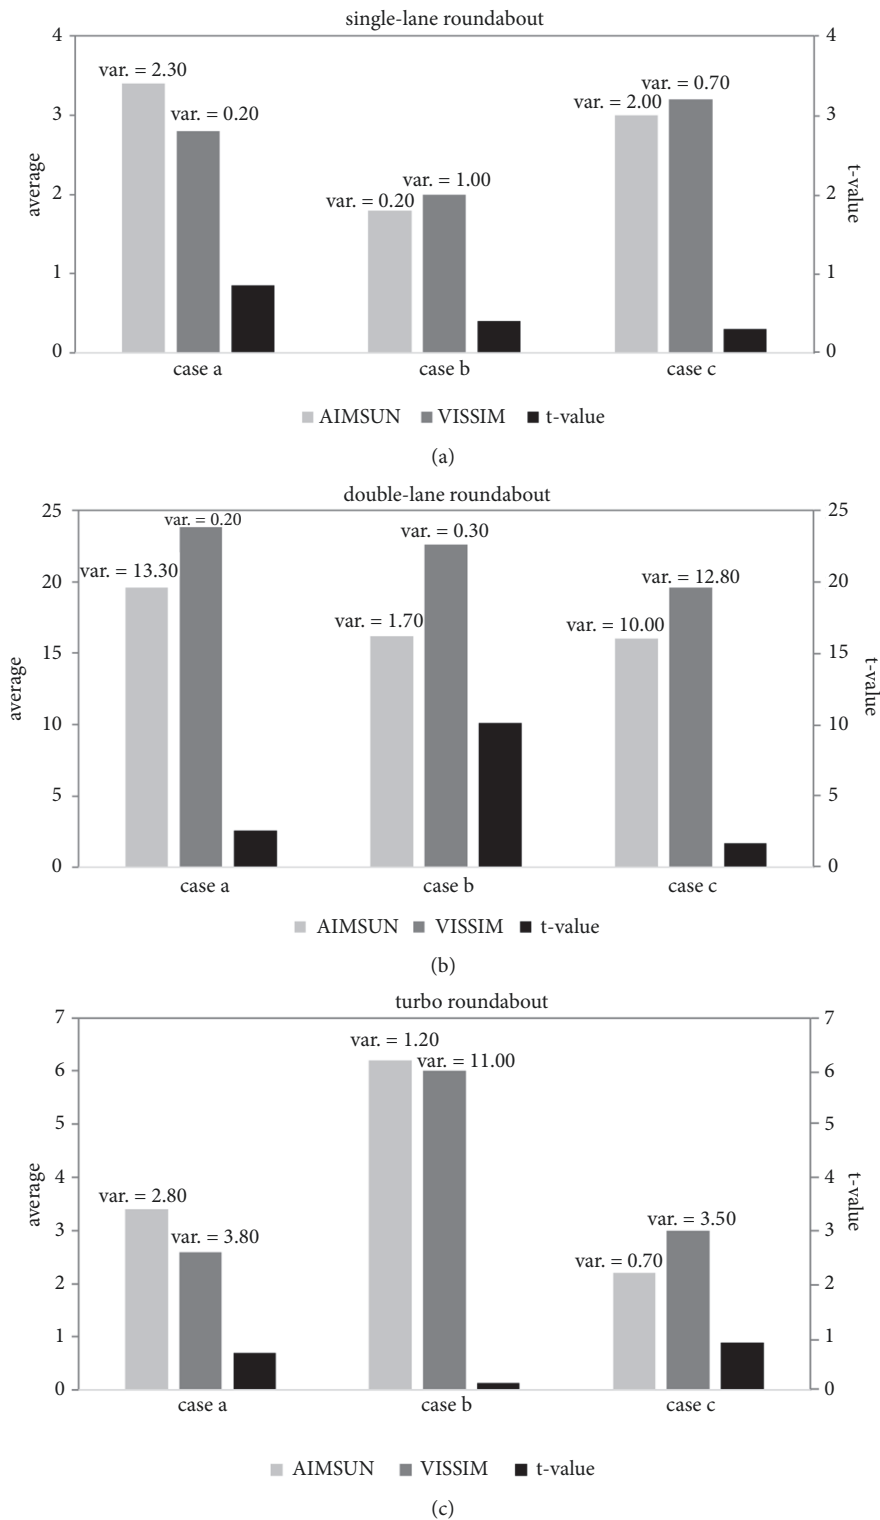 single-lane roundabout
4 4
var. = 2.30
var. = 0.70
var. = 2.00
3 var. = 0.20 3
average t-value
var. = 1.00
2 var. = 0.20 2
1 1
0 0
case a case b case c
AIMSUN VISSIM t-value
(a)
double-lane roundabout
25 25
var. = 0.20
var. = 0.30
var. = 13.30 var. = 12.80
20 20
var. = 1.70 var. = 10.00
15 15
average t-value
10 10
5 5
0 0
case a case b case c
AIMSUN VISSIM t-value
(b)
turbo roundabout
7 7
var. = 1.20
var. = 11.00
6 6
5 5
4 4
average t-value
var. = 2.80
var. = 3.50
3 var. = 3.80 3
var. = 0.70
2 2
1 1
0 0
case a case b case c
AIMSUN VISSIM t-value
(c)